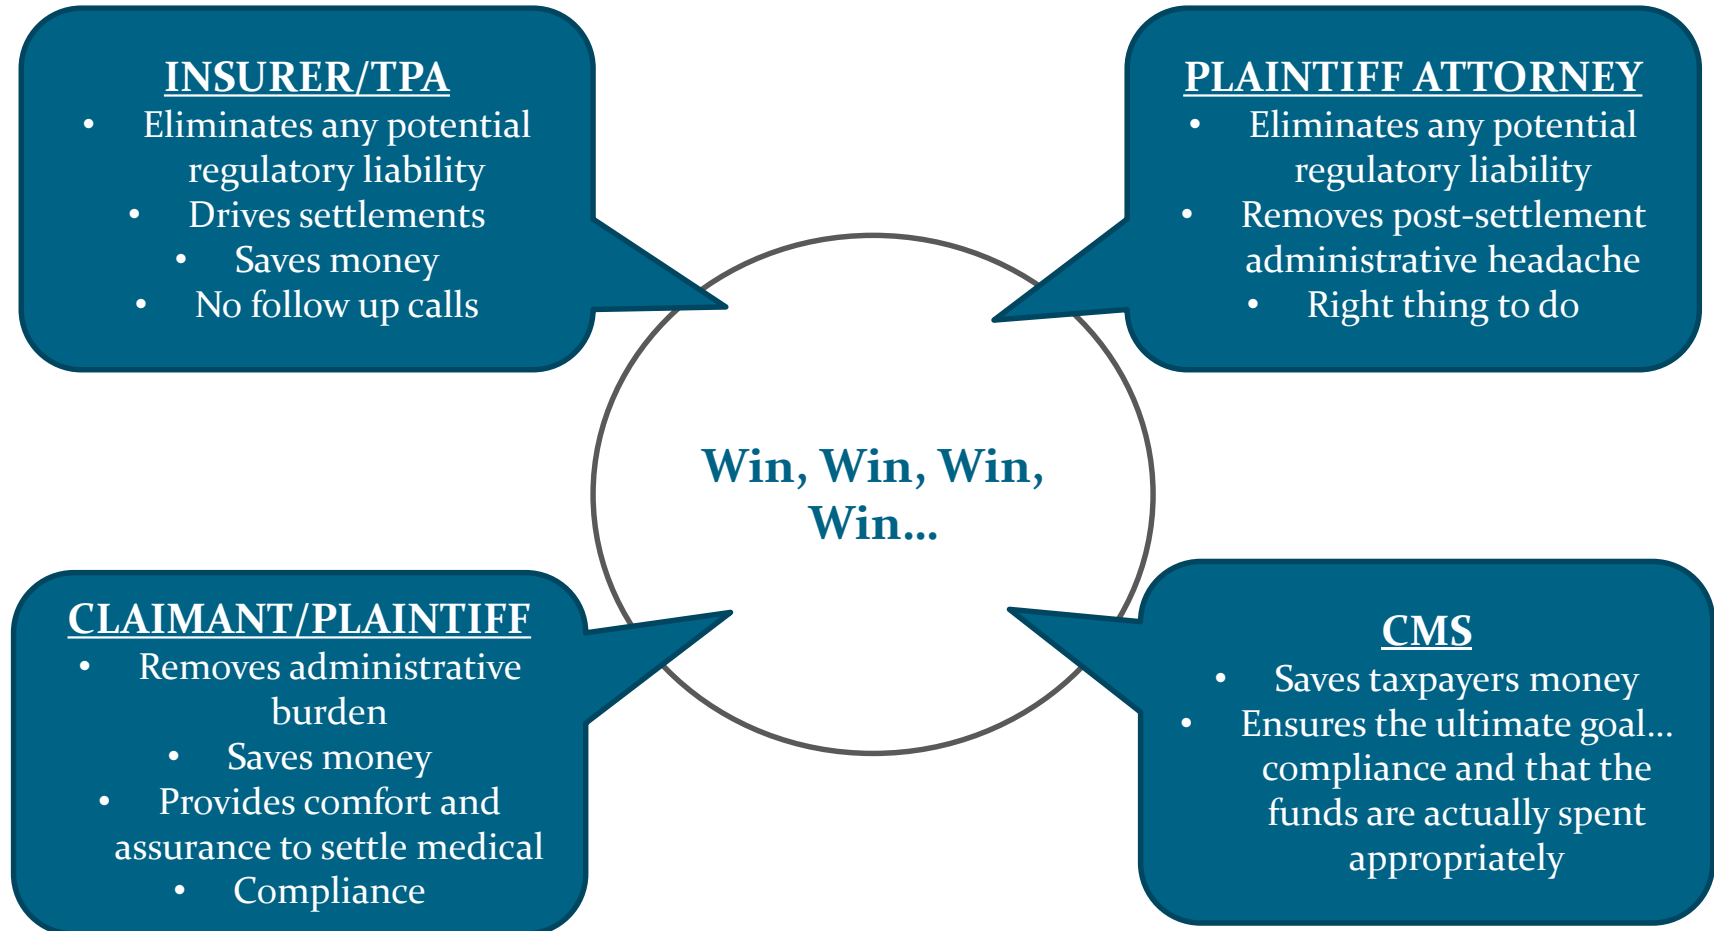 INSURER/TPA
• Eliminates any potential
regulatory liability
• Drives settlements
• Saves money
• No follow up calls
PLAINTIFF ATTORNEY
• Eliminates any potential
regulatory liability
• Removes post-settlement
administrative headache
• Right thing to do
Win, Win, Win,
Win...
CLAIMANT/PLAINTIFF
• Removes administrative
burden
• Saves money
• Provides comfort and
assurance to settle medical
• Compliance
CMS
• Saves taxpayers money
• Ensures the ultimate goal...
compliance and that the
funds are actually spent
appropriately